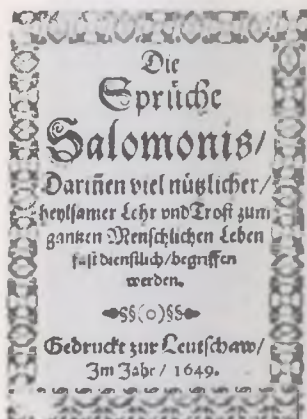 Die
Sprüche
Salomonis/
Dariñen viel nützlicher/
heylsamer Lehr vnd Trost zum
gantzen Menschlichen Leben
fast dienstlich/begriffen
werden.
§§(o)§§
Gedruckt zur Leutschaw/
Im Jahr / 1649.